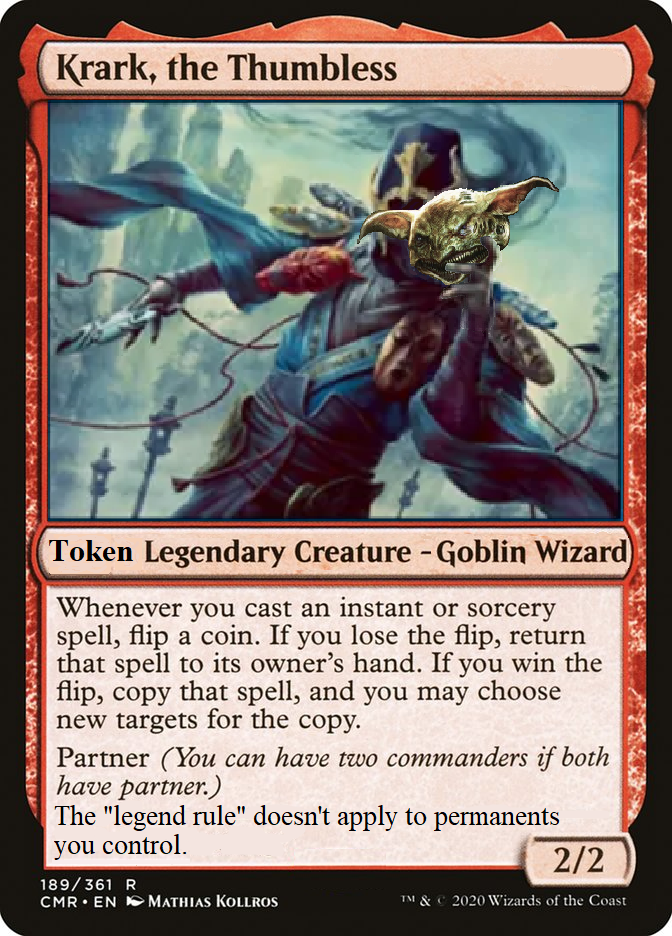 Krark, the Thumbless
Token Legendary Creature - Goblin Wizard
Whenever you cast an instant or sorcery
spell, flip a coin. If you lose the flip, return
that spell to its owner's hand. If you win the
flip, copy that spell, and you may choose
new targets for the copy.
Partner (You can have two commanders if both
have partner.)
The "legend rule" doesn't apply to permanents
you control.
2/2
189/361 R
CMR • EN Mathias Kollros
™ & © 2020 Wizards of the Coast